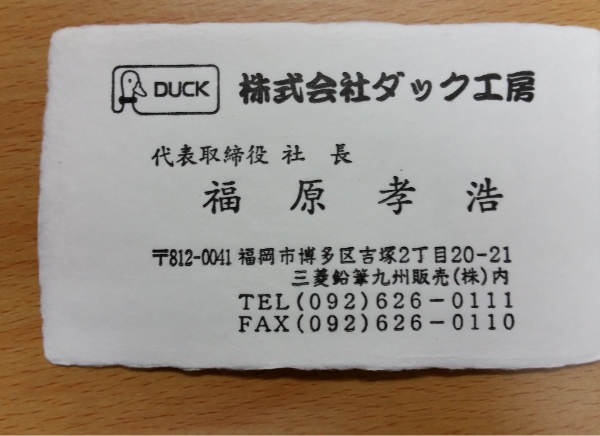 DUCK 株式会社ダック工房
代表取締役 社 長
福 原 孝 浩
〒812-0041 福岡市博多区吉塚2丁目20-21
三菱鉛筆九州販売(株)内
TEL(092)626-0111
FAX(092)626-0110